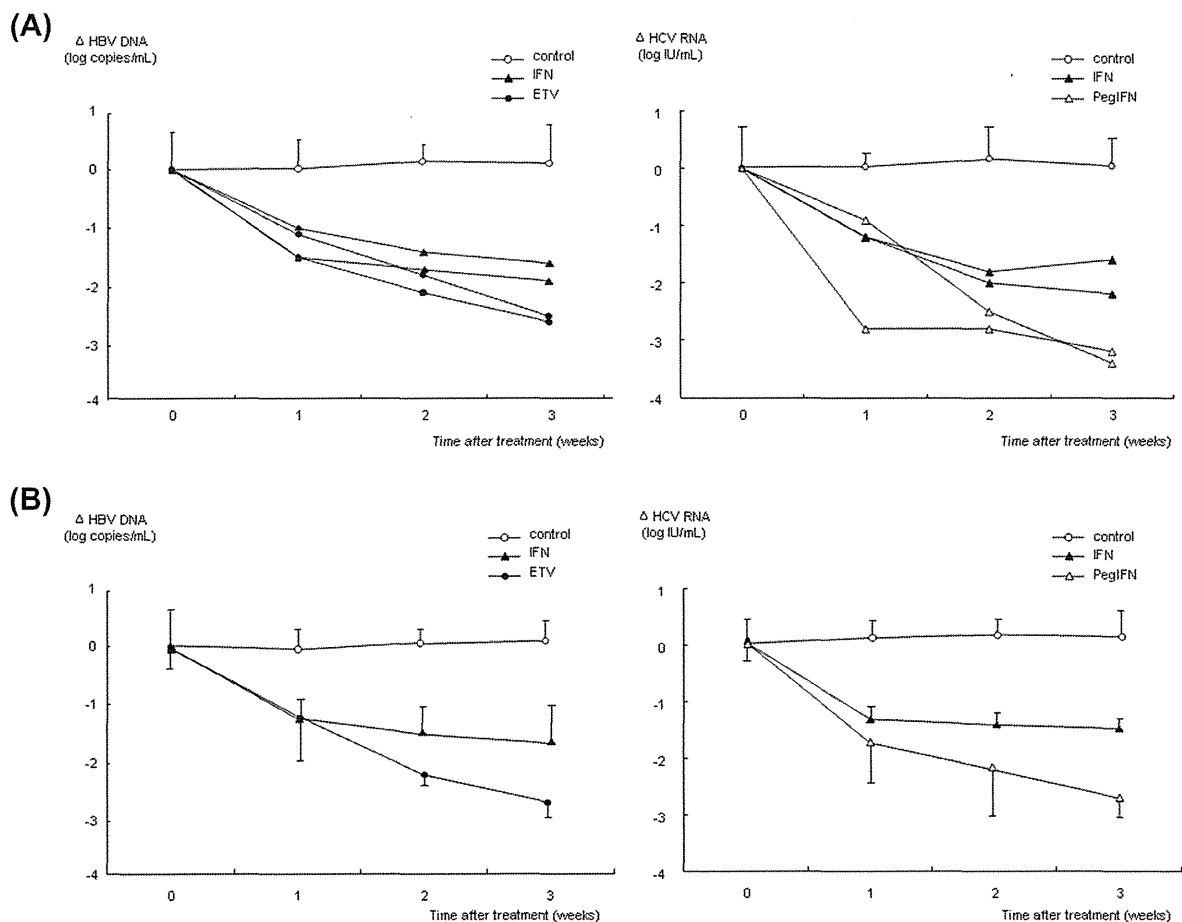 (A)
Δ HBV DNA
(log copies/mL)
control
IFN
ETV
1
0
-1
-2
-3
-4
0 1 2 3
Time after treatment (weeks)
Δ HCV RNA
(log IU/mL)
control
IFN
PegIFN
1
0
-1
-2
-3
-4
0 1 2 3
Time after treatment (weeks)
(B)
Δ HBV DNA
(log copies/mL)
control
IFN
ETV
1
0
-1
-2
-3
-4
0 1 2 3
Time after treatment (weeks)
Δ HCV RNA
(log IU/mL)
control
IFN
PegIFN
1
0
-1
-2
-3
-4
0 1 2 3
Time after treatment (weeks)